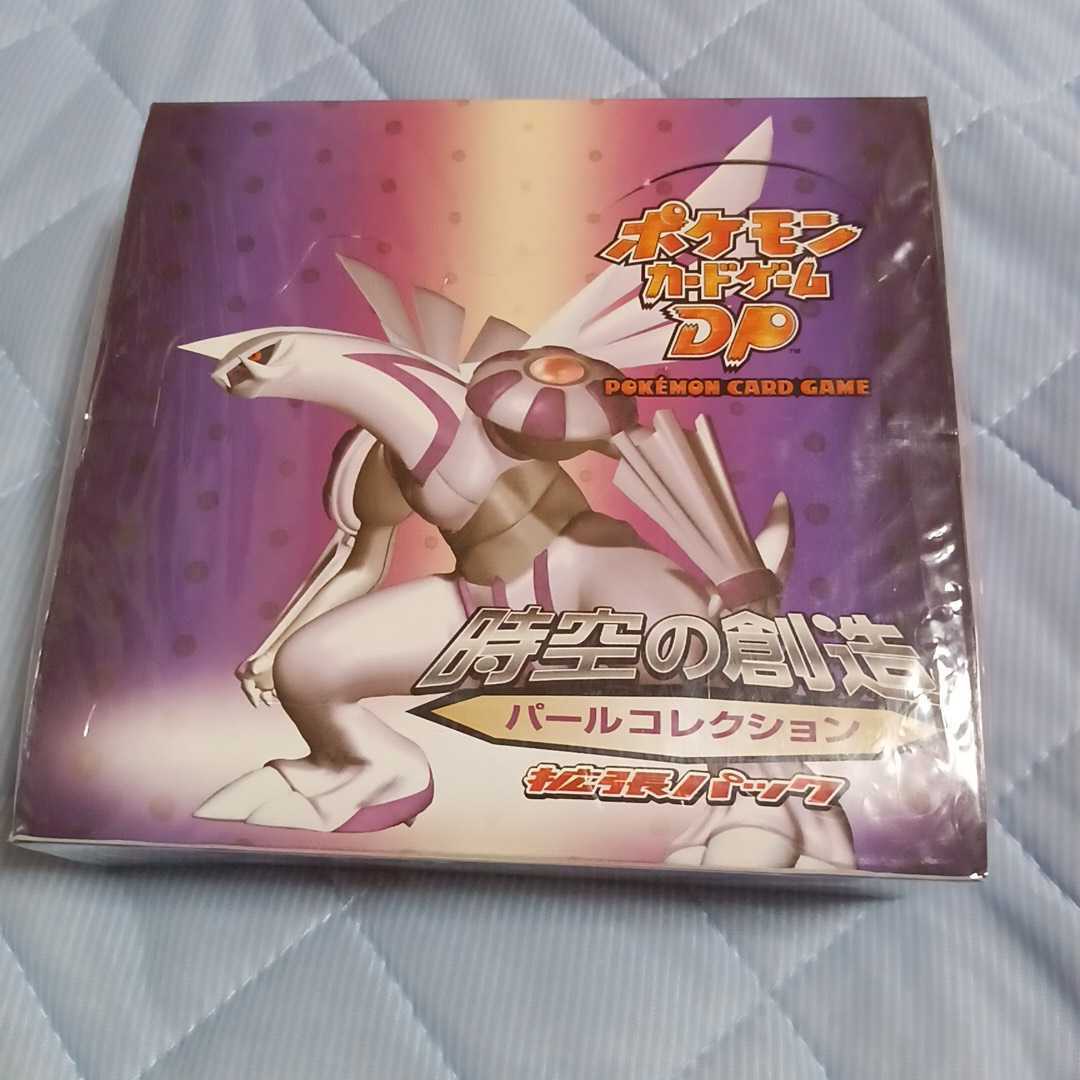 ポケモン
カードゲーム
DP™
POKÉMON CARD GAME
時空の創造
パールコレクション
拡張パック